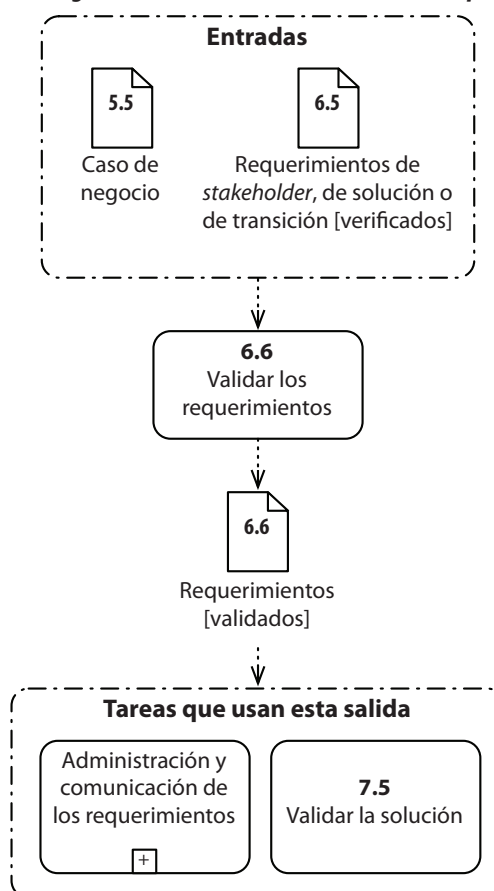 Entradas
5.5
6.5
Caso de
negocio
Requerimientos de
stakeholder, de solución o
de transición [verificados]
6.6
Validar los
requerimientos
6.6
Requerimientos
[validados]
Tareas que usan esta salida
Administración y
comunicación de
los requerimientos
+
7.5
Validar la solución